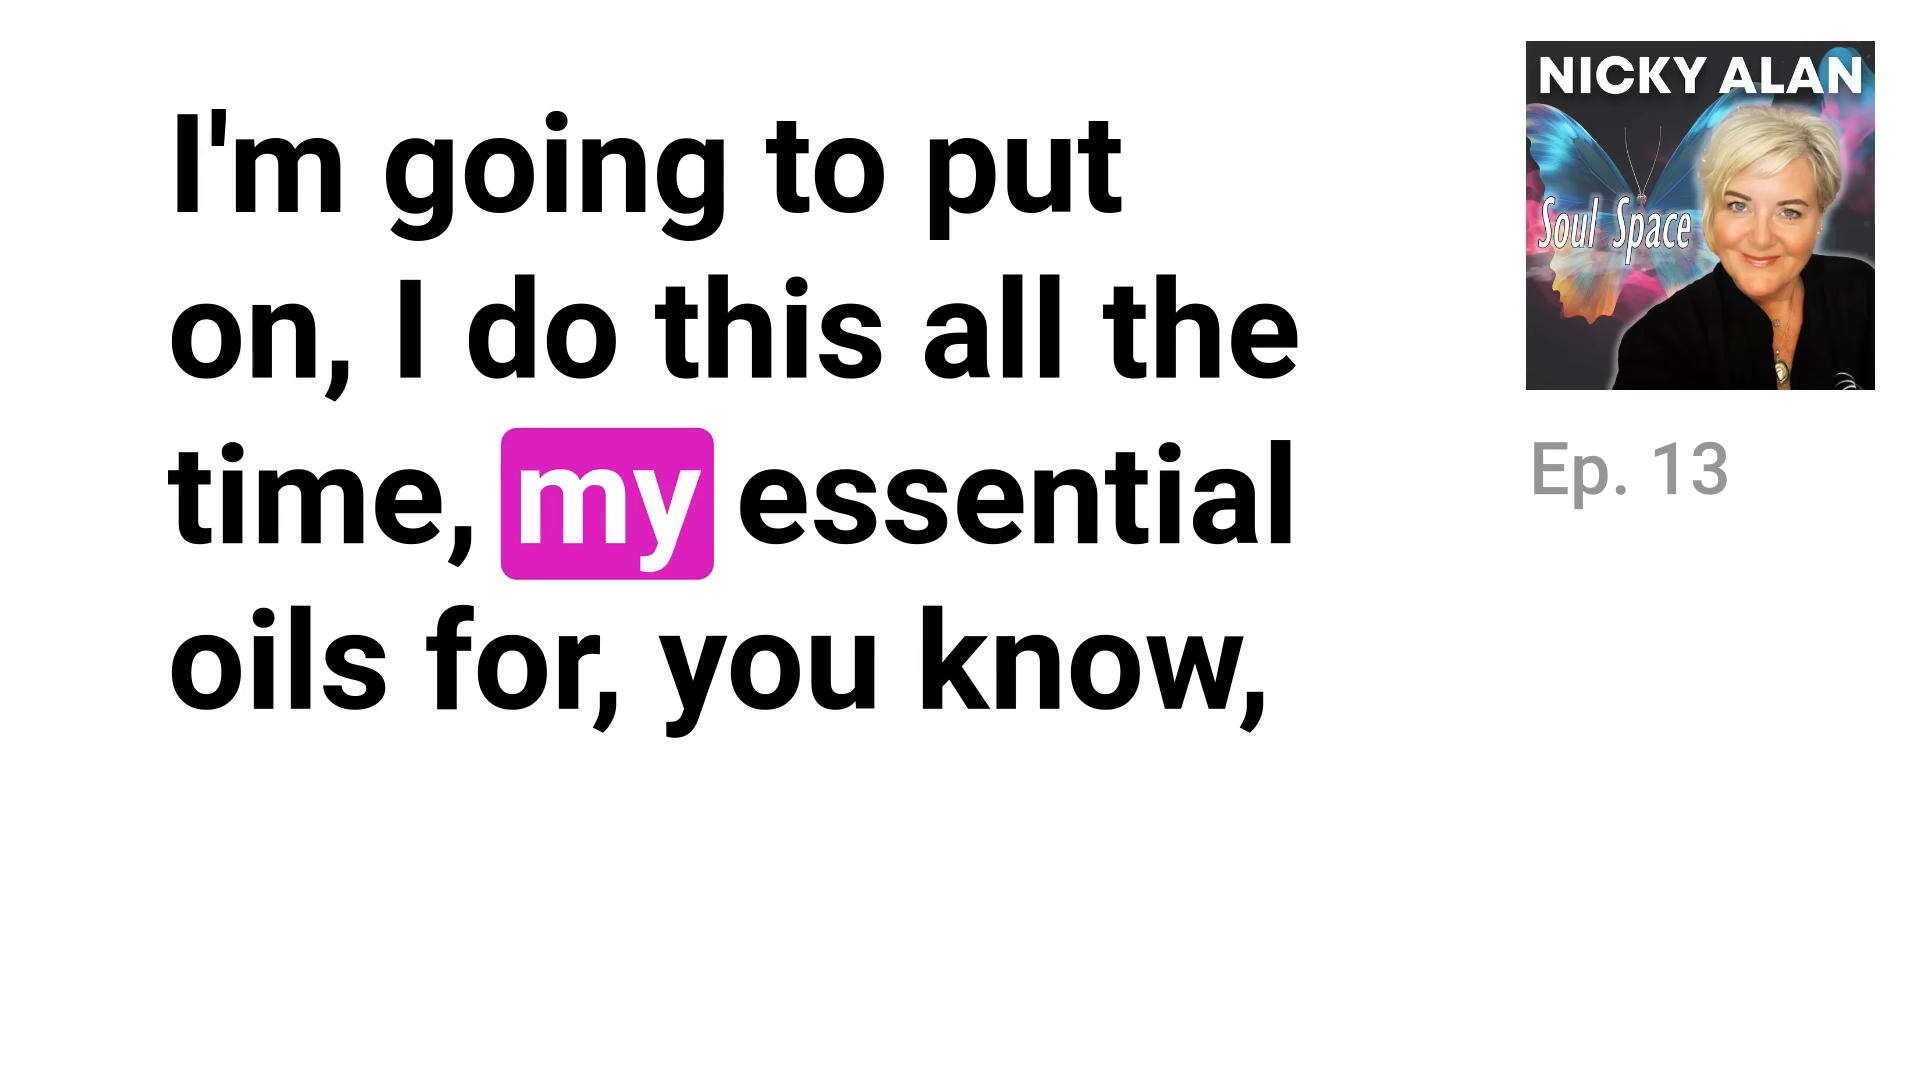 I'm going to put
on, I do this all the
time, my essential
oils for, you know,
NICKY ALAN
Soul Space
Ep. 13